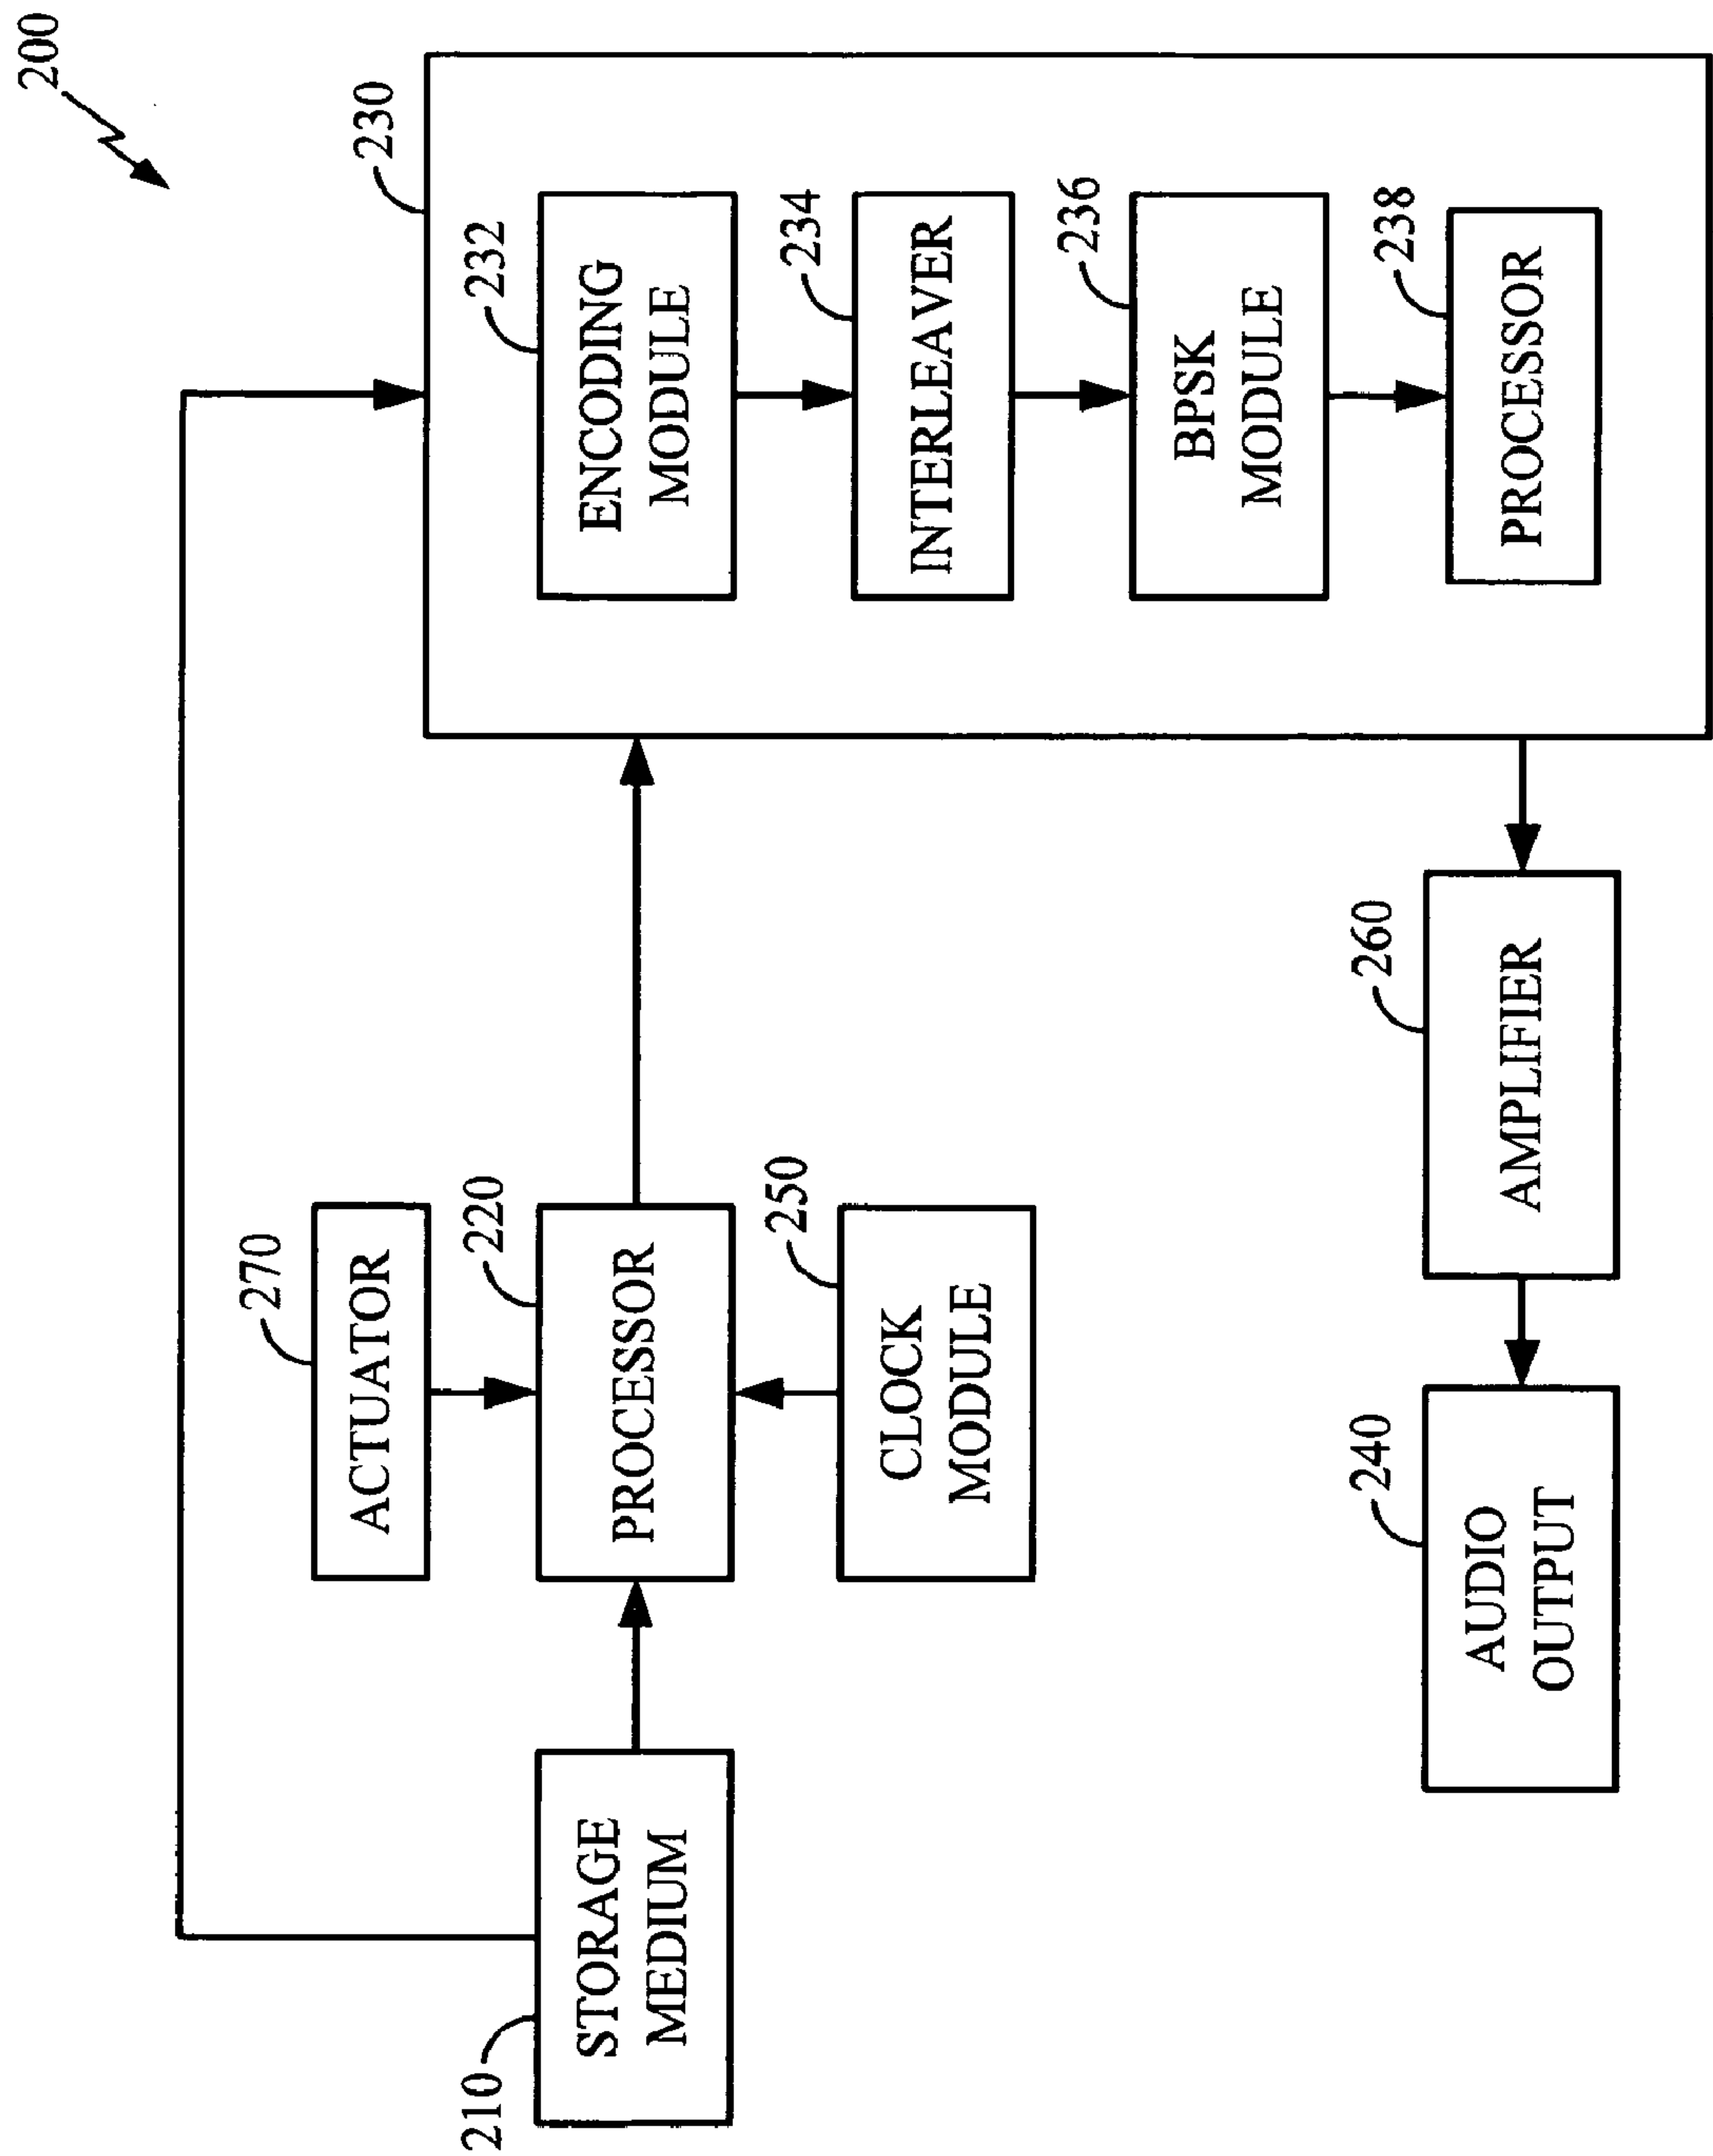 200
230
232
ENCODING
MODULE
234
INTERLEAVER
236
BPSK
MODULE
238
PROCESSOR
270
ACTUATOR
220
PROCESSOR
250
CLOCK
MODULE
210
STORAGE
MEDIUM
260
AMPLIFIER
240
AUDIO
OUTPUT